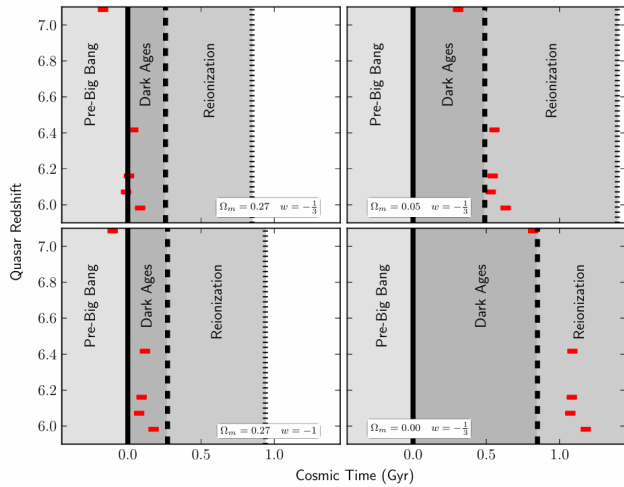 7.0
6.8
6.6
6.4
6.2
6.0
Pre-Big Bang
Dark Ages
Reionization
Ω_m = 0.27 w = −1/3
Pre-Big Bang
Dark Ages
Reionization
Ω_m = 0.05 w = −1/3
Quasar Redshift
7.0
6.8
6.6
6.4
6.2
6.0
Pre-Big Bang
Dark Ages
Reionization
Ω_m = 0.27 w = −1
Pre-Big Bang
Dark Ages
Reionization
Ω_m = 0.00 w = −1/3
0.0 0.5 1.0 0.0 0.5 1.0
Cosmic Time (Gyr)